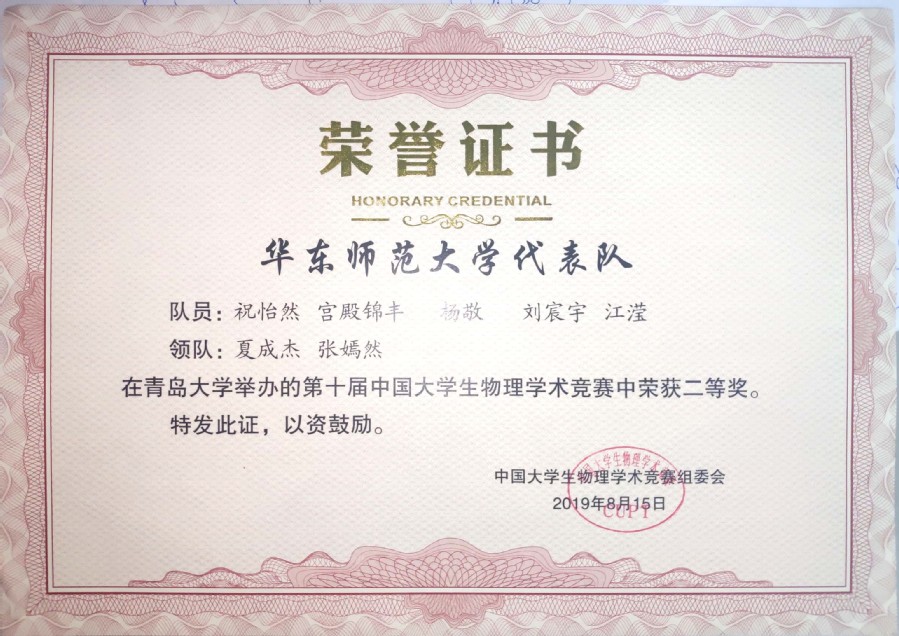 荣誉证书
HONORARY CREDENTIAL
华东师范大学代表队
队员：祝怡然 宫殿锦丰 杨敬 刘宸宇 江滢
领队：夏成杰 张嫣然
在青岛大学举办的第十届中国大学生物理学术竞赛中荣获二等奖。
特发此证，以资鼓励。
中国大学生物理学术竞赛组委会
2019年8月15日
CUPT